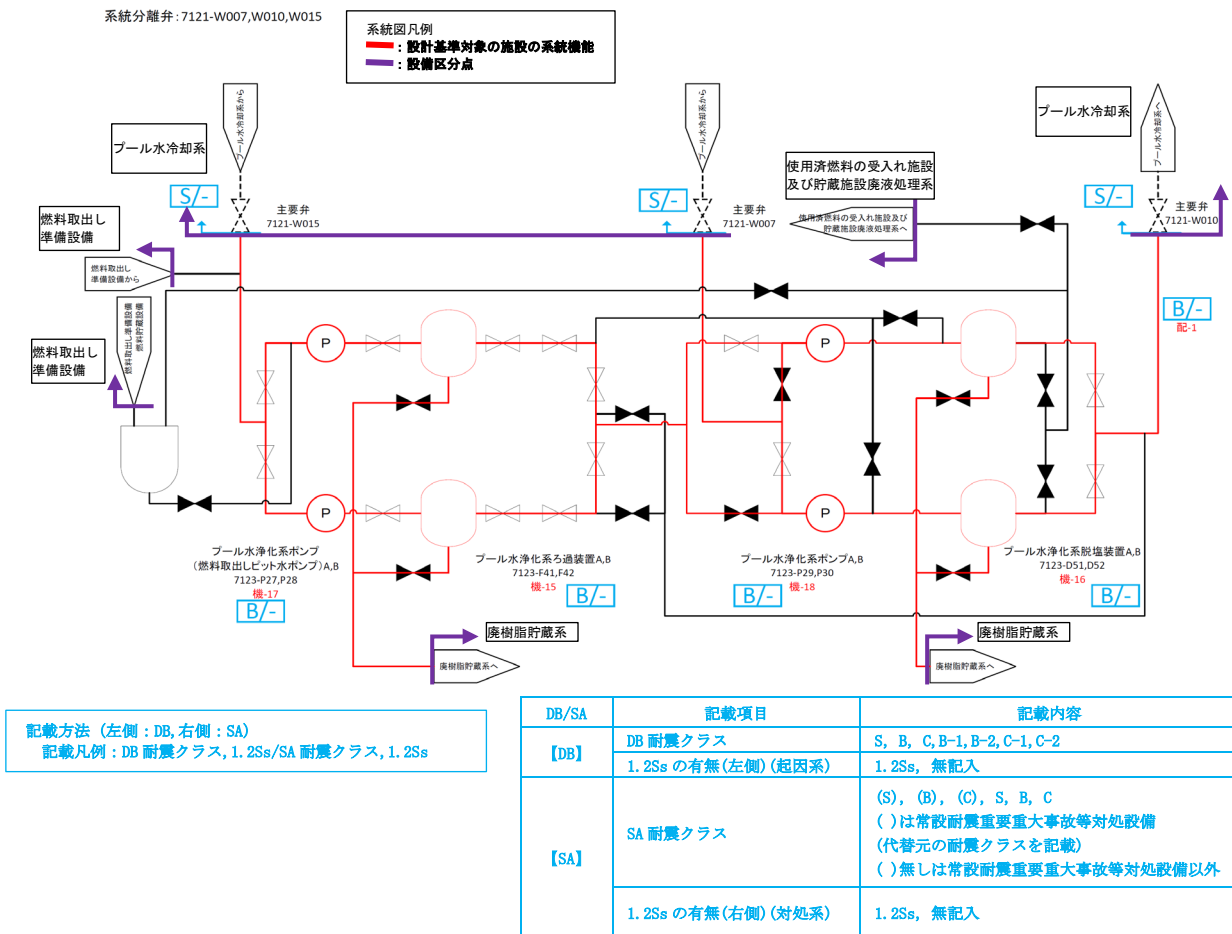 系統分離弁：7121-W007,W010,W015
系統図凡例
：設計基準対象の施設の系統機能
：設備区分点
プール水冷却系
プール水冷却系から
S/-
主要弁
7121-W015
プール水冷却系から
S/-
主要弁
7121-W007
使用済燃料の受入れ施設
及び貯蔵施設廃液処理系
使用済燃料の受入れ施設及び
貯蔵施設廃液処理系へ
プール水冷却系
プール水冷却系へ
S/-
主要弁
7121-W010
B/-
配-1
燃料取出し
準備設備
燃料取出し
準備設備から
燃料取出し
準備設備
燃料取出し準備設備
燃料貯蔵設備
P
P
P
P
プール水浄化系ポンプ
（燃料取出しピット水ポンプ）A,B
7123-P27,P28
機-17
B/-
プール水浄化系ろ過装置A,B
7123-F41,F42
機-15
B/-
プール水浄化系ポンプA,B
7123-P29,P30
機-18
B/-
プール水浄化系脱塩装置A,B
7123-D51,D52
機-16
B/-
廃樹脂貯蔵系
廃樹脂貯蔵系へ
廃樹脂貯蔵系
廃樹脂貯蔵系へ
記載方法（左側：DB,右側：SA）
記載凡例：DB 耐震クラス, 1.2Ss/SA 耐震クラス, 1.2Ss
DB/SA 記載項目 記載内容
【DB】
DB 耐震クラス S, B, C, B-1, B-2, C-1, C-2
1.2Ss の有無(左側)(起因系) 1.2Ss, 無記入
【SA】
SA 耐震クラス
(S), (B), (C), S, B, C
( )は常設耐震重要重大事故等対処設備
(代替元の耐震クラスを記載)
( )無しは常設耐震重要重大事故等対処設備以外
1.2Ss の有無(右側)(対処系) 1.2Ss, 無記入